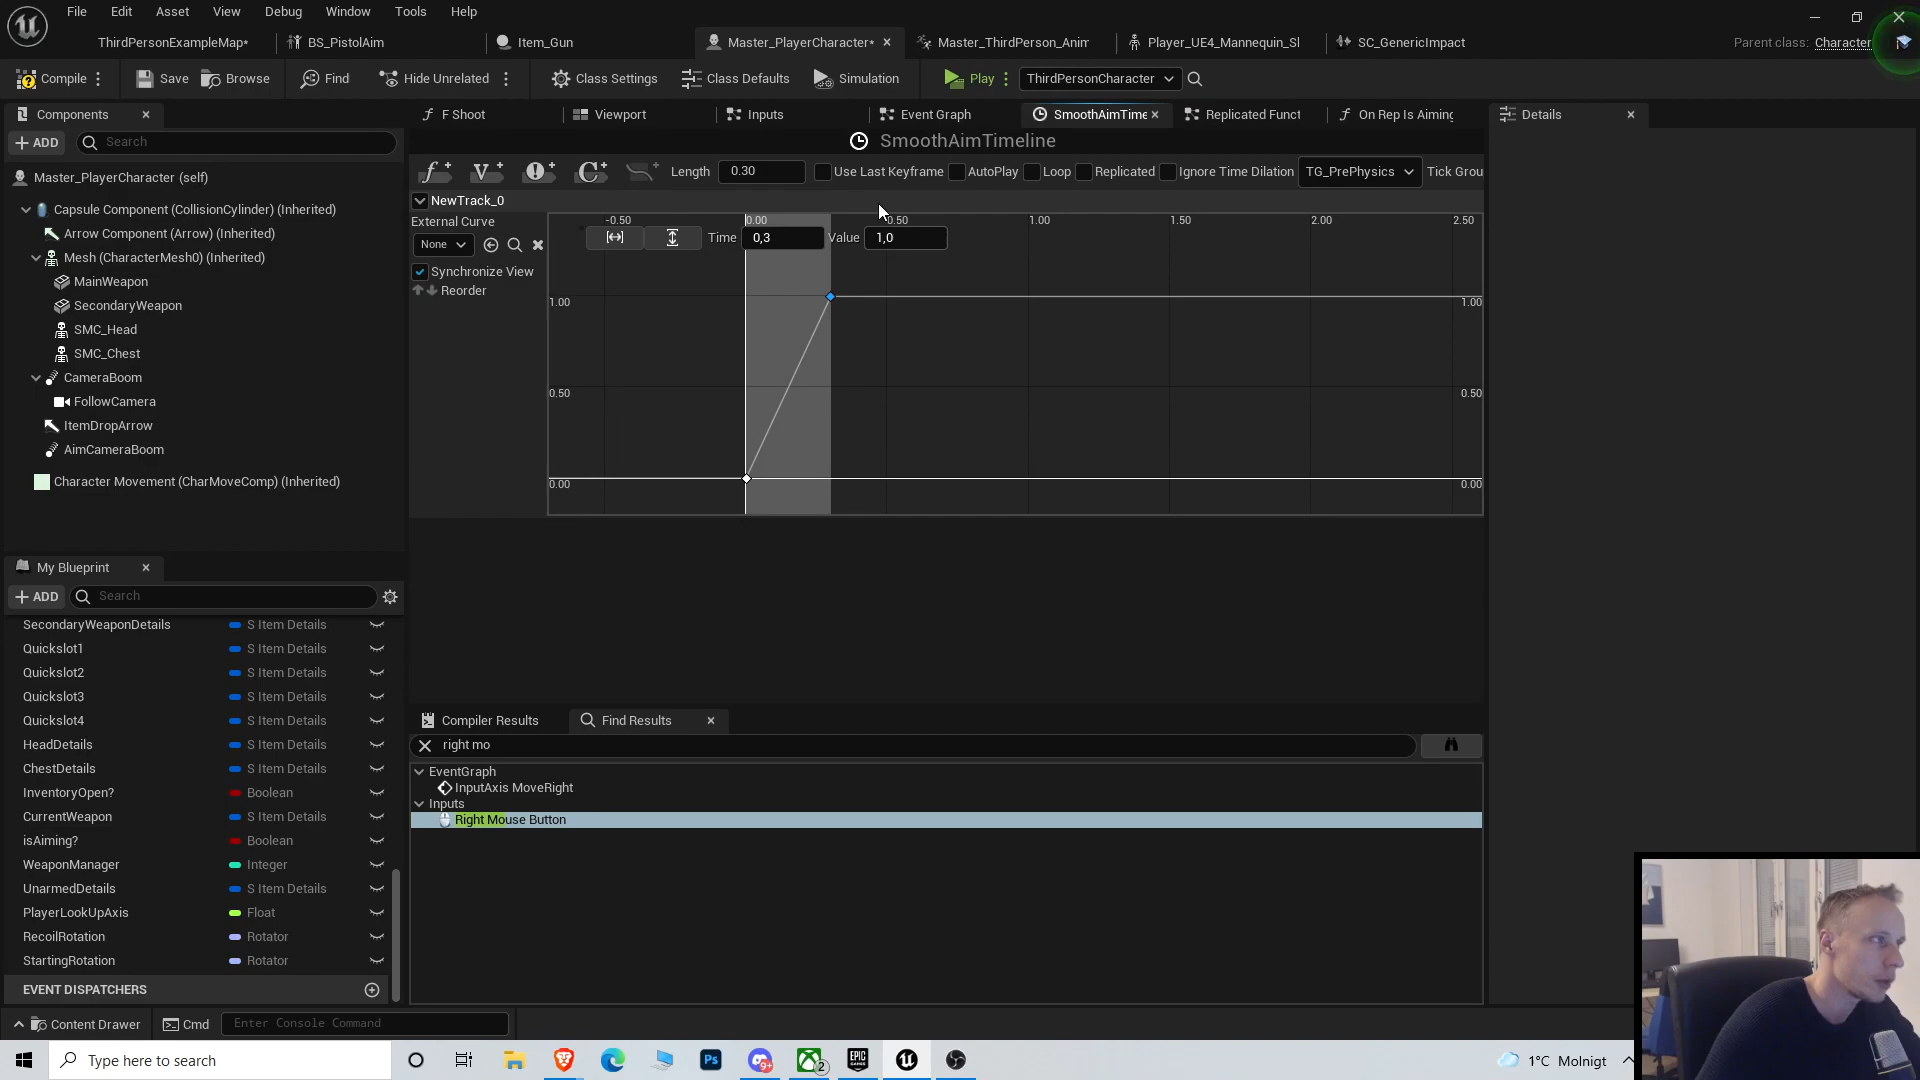 File Edit Asset View Debug Window Tools Help
ThirdPersonExampleMap* BS_PistolAim Item_Gun Master_PlayerCharacter* Master_ThirdPerson_Anim Player_UE4_Mannequin_Sl SC_GenericImpact Parent class: Character
Compile Save Browse Find Hide Unrelated Class Settings Class Defaults Simulation Play ThirdPersonCharacter
Components F Shoot Viewport Inputs Event Graph SmoothAimTime Replicated Funct On Rep Is Aiming Details
ADD Search
SmoothAimTimeline
Length 0.30 Use Last Keyframe AutoPlay Loop Replicated Ignore Time Dilation TG_PrePhysics Tick Grou
Master_PlayerCharacter (self)
Capsule Component (CollisionCylinder) (Inherited)
Arrow Component (Arrow) (Inherited)
Mesh (CharacterMesh0) (Inherited)
MainWeapon
SecondaryWeapon
SMC_Head
SMC_Chest
CameraBoom
FollowCamera
ItemDropArrow
AimCameraBoom
Character Movement (CharMoveComp) (Inherited)
NewTrack_0
External Curve
None
Synchronize View
Reorder
-0.50 0.00 0.50 1.00 1.50 2.00 2.50
Time 0,3 Value 1,0
1.00 1.00
0.50 0.50
0.00 0.00
My Blueprint
ADD Search
SecondaryWeaponDetails S Item Details
Quickslot1 S Item Details
Quickslot2 S Item Details
Quickslot3 S Item Details
Quickslot4 S Item Details
HeadDetails S Item Details
ChestDetails S Item Details
InventoryOpen? Boolean
CurrentWeapon S Item Details
isAiming? Boolean
WeaponManager Integer
UnarmedDetails S Item Details
PlayerLookUpAxis Float
RecoilRotation Rotator
StartingRotation Rotator
EVENT DISPATCHERS
Compiler Results Find Results
right mo
EventGraph
InputAxis MoveRight
Inputs
Right Mouse Button
Content Drawer Cmd Enter Console Command
Type here to search Ps 9+ 2 EPIC GAMES 1°C Molnigt